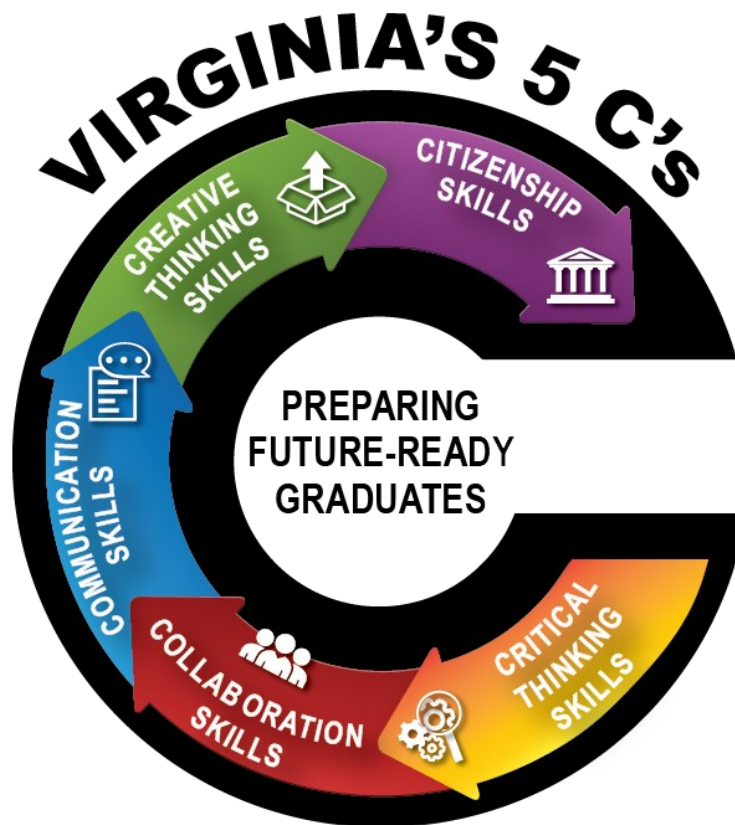 VIRGINIA'S 5 C's
CITIZENSHIP
SKILLS
CREATIVE
THINKING
SKILLS
COMMUNICATION
SKILLS
COLLABORATION
SKILLS
CRITICAL
THINKING
SKILLS
PREPARING
FUTURE-READY
GRADUATES